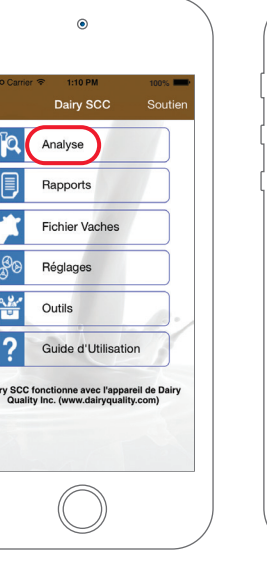 Carrier 1:10 PM 100%
Dairy SCC Soutien
Analyse
Rapports
Fichier Vaches
Réglages
Outils
? Guide d'Utilisation
ry SCC fonctionne avec l'appareil de Dairy
Quality Inc. (www.dairyquality.com)